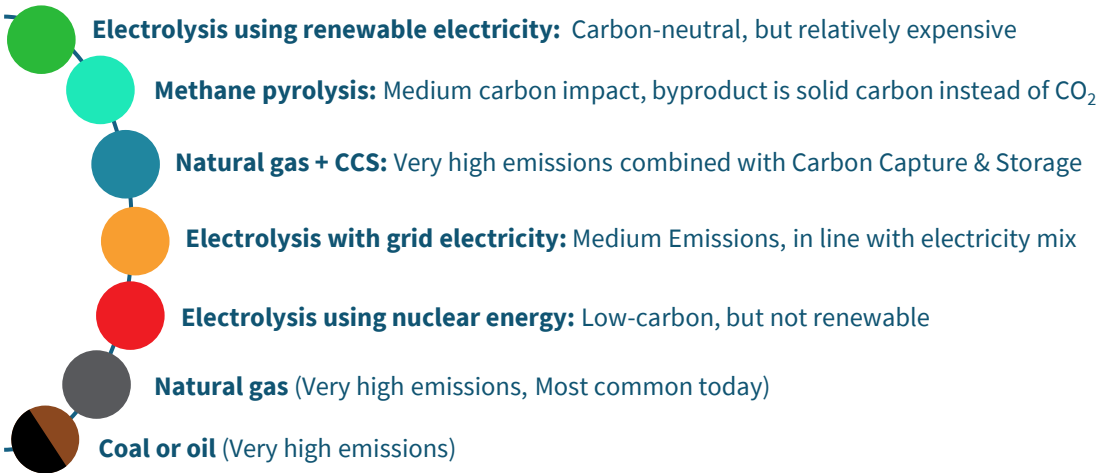 Electrolysis using renewable electricity: Carbon-neutral, but relatively expensive
Methane pyrolysis: Medium carbon impact, byproduct is solid carbon instead of CO₂
Natural gas + CCS: Very high emissions combined with Carbon Capture & Storage
Electrolysis with grid electricity: Medium Emissions, in line with electricity mix
Electrolysis using nuclear energy: Low-carbon, but not renewable
Natural gas (Very high emissions, Most common today)
Coal or oil (Very high emissions)